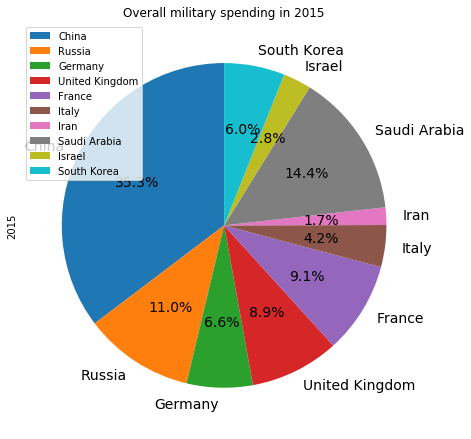 Overall military spending in 2015
China
Russia
Germany
United Kingdom
France
Italy
Iran
Saudi Arabia
Israel
South Korea
South Korea
Israel
Saudi Arabia
Iran
Italy
France
United Kingdom
Germany
Russia
China
6.0%
2.8%
14.4%
1.7%
4.2%
9.1%
8.9%
6.6%
11.0%
35.3%
2015